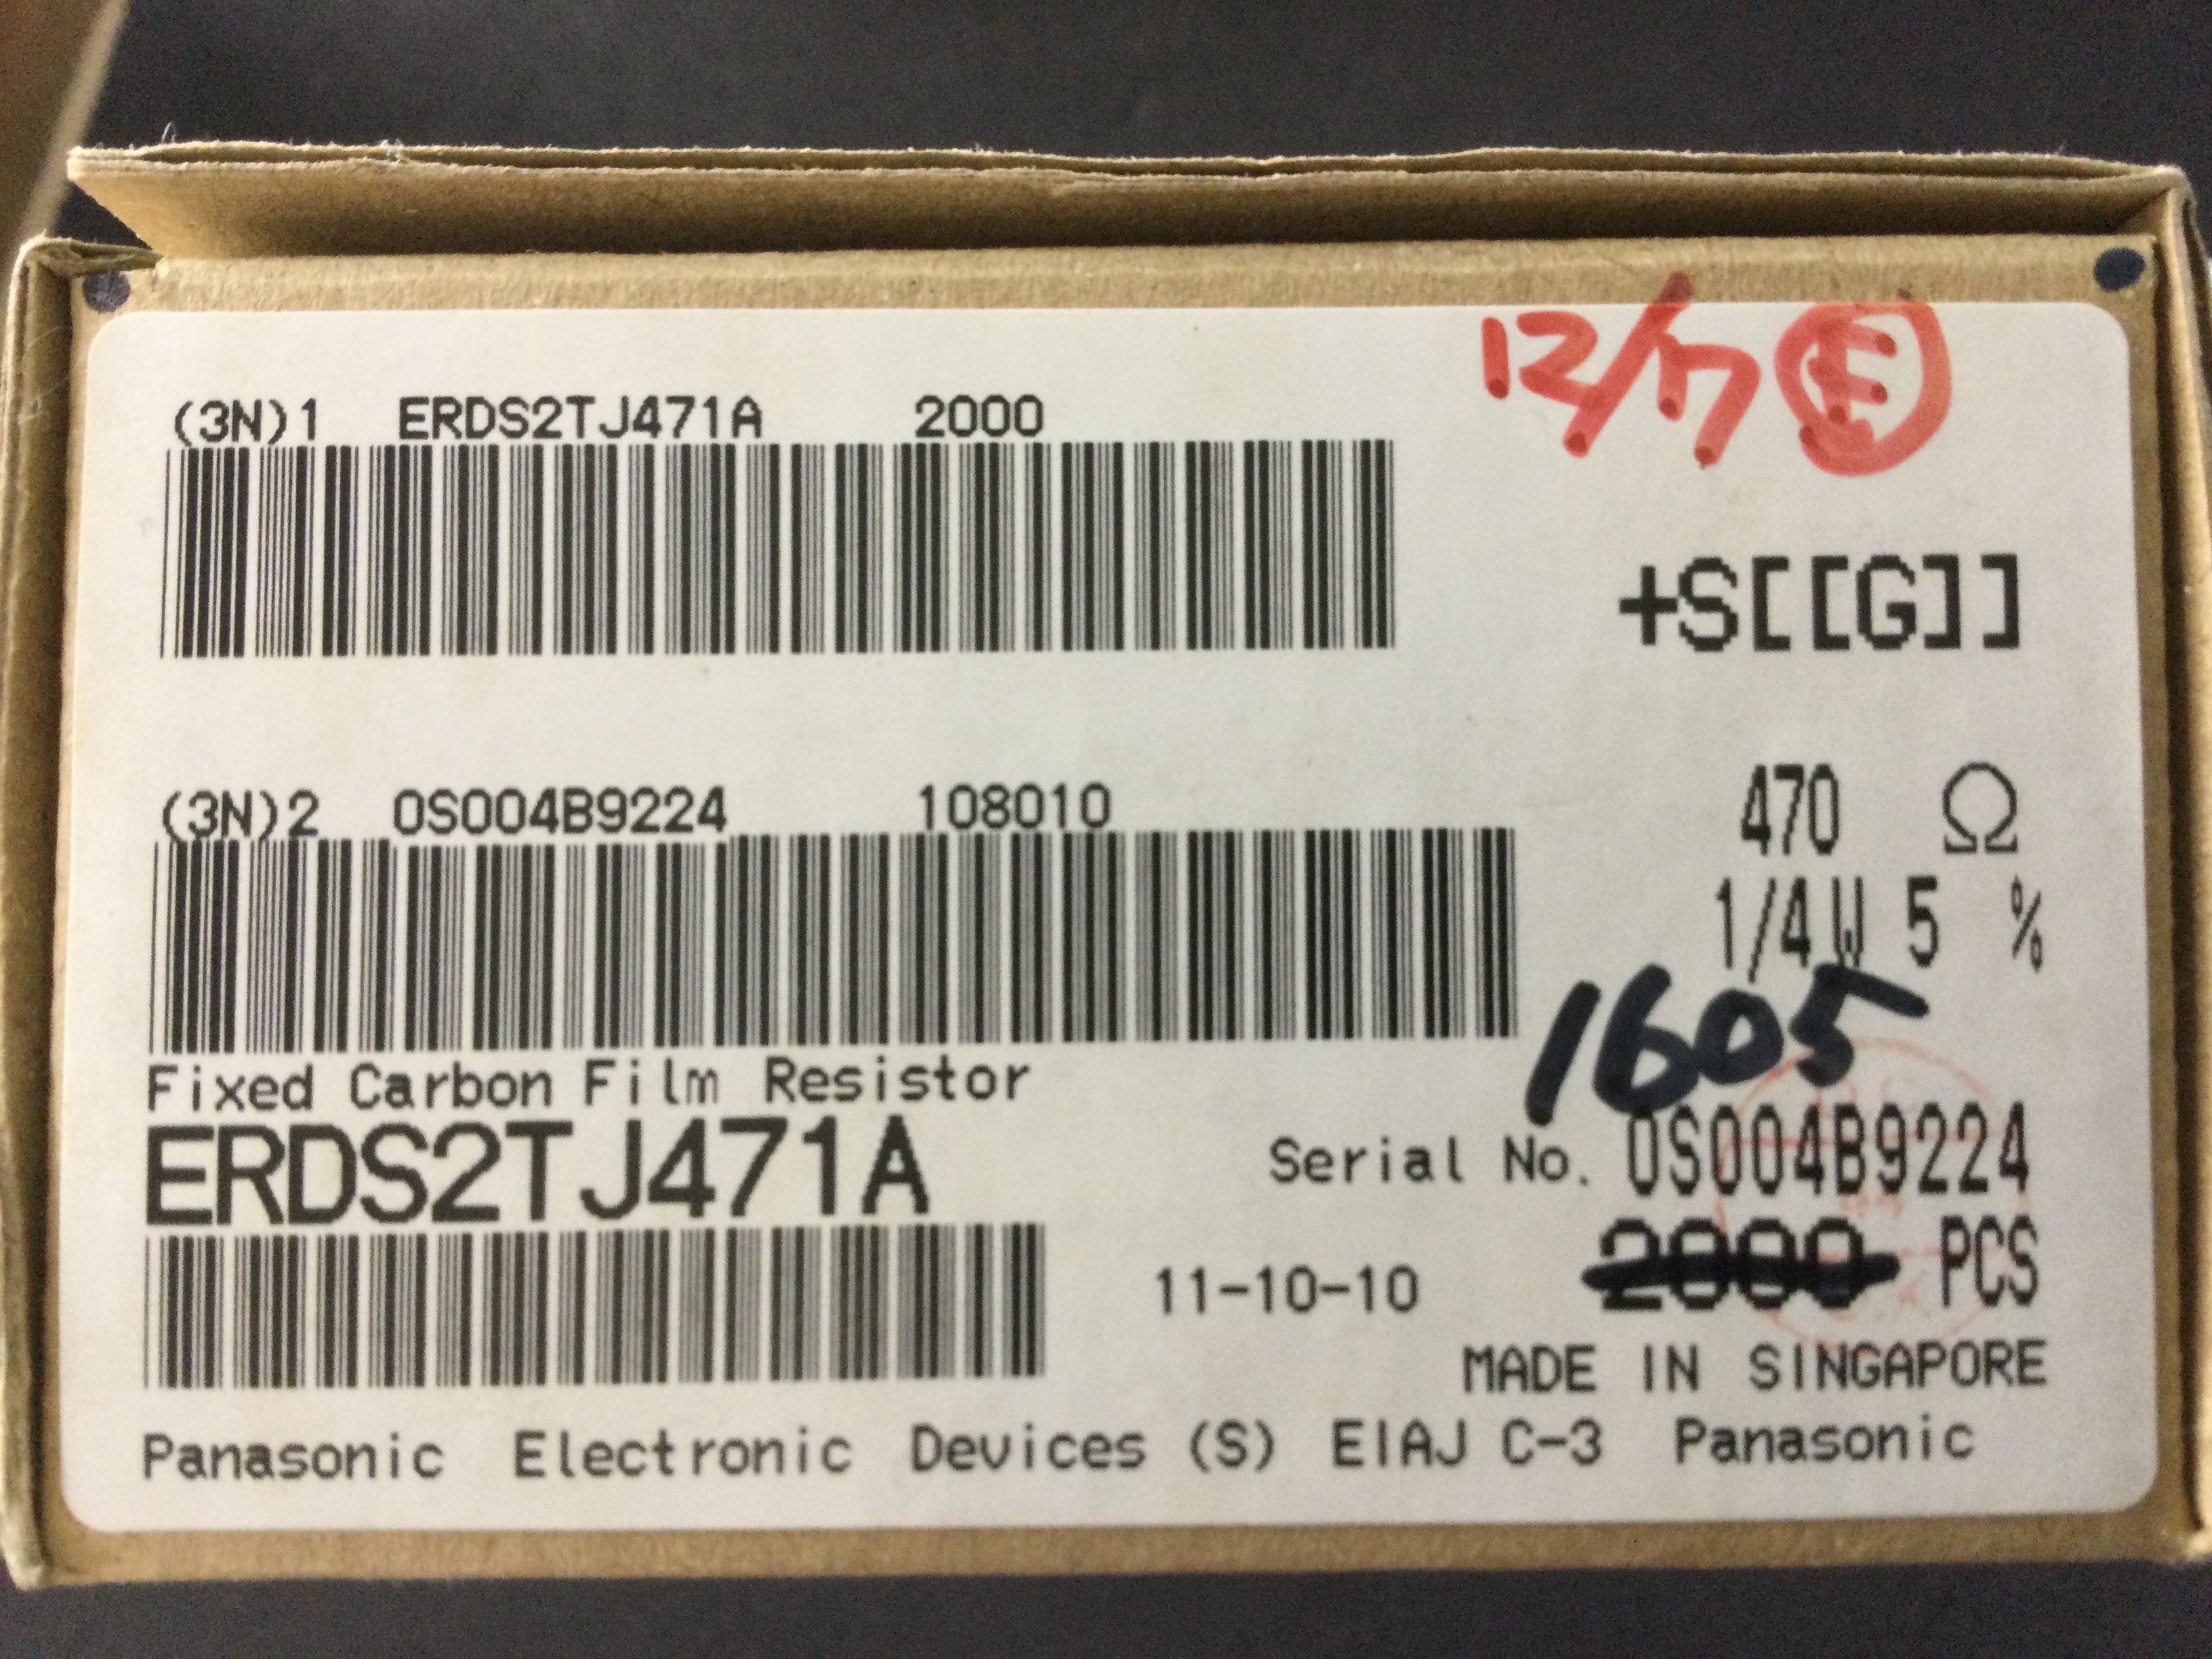 12/17 E
(3N)1 ERDS2TJ471A 2000
+S[[G]]
(3N)2 0S004B9224 108010
470 Ω
1/4W 5 %
1605
Fixed Carbon Film Resistor
ERDS2TJ471A
Serial No. 0S004B9224
11-10-10 2000 PCS
MADE IN SINGAPORE
Panasonic Electronic Devices (S) EIAJ C-3 Panasonic